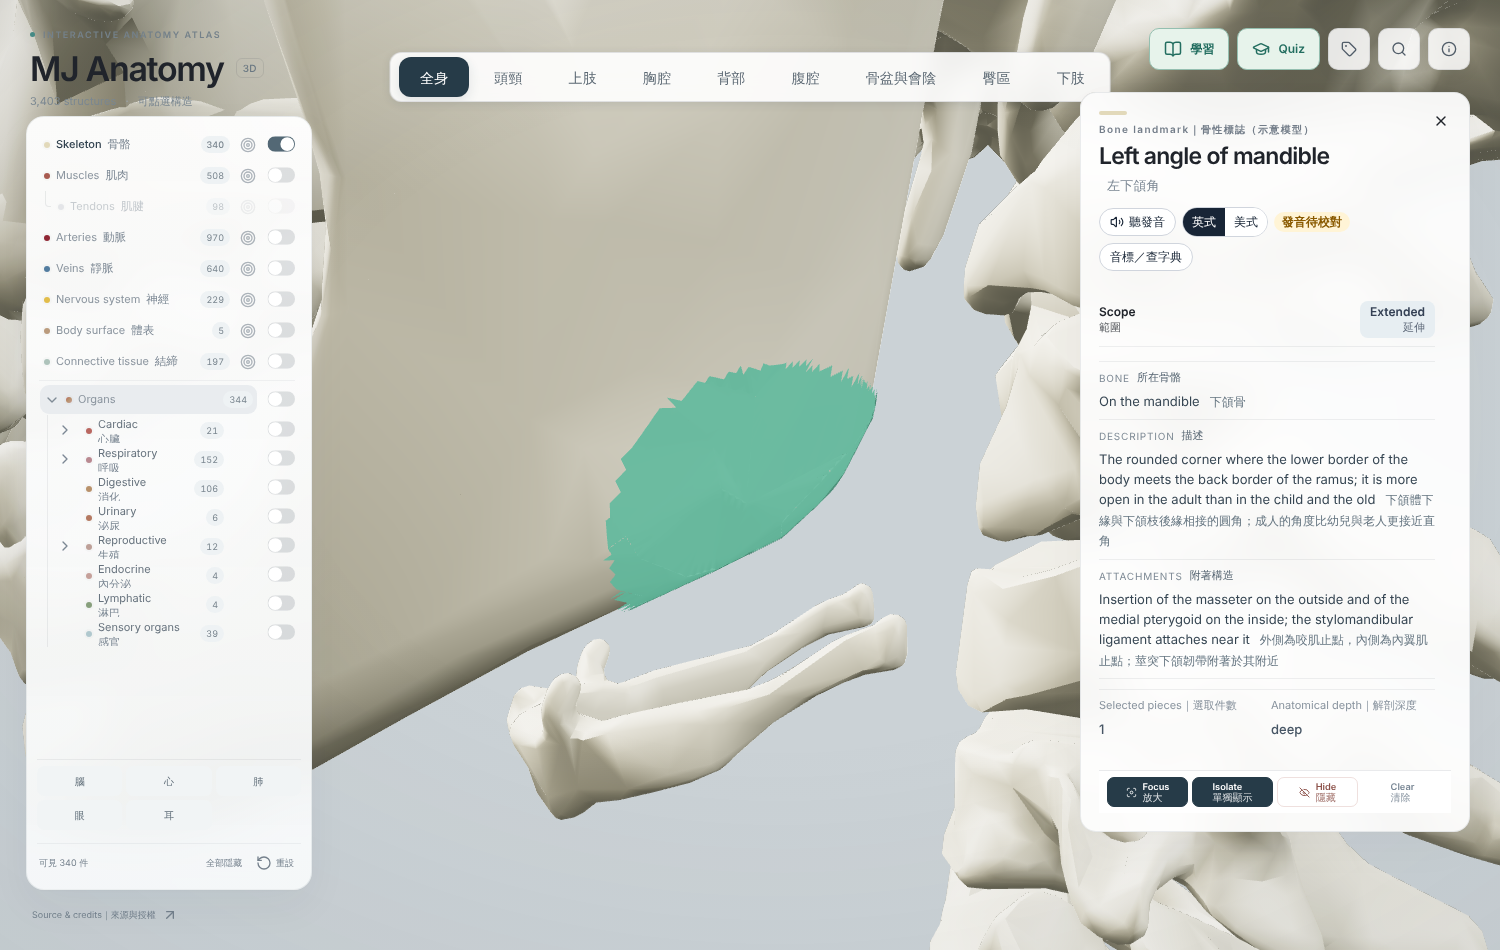 INTERACTIVE ANATOMY ATLAS
MJ Anatomy 3D
3,403 structures 可點選構造
全身 頭頸 上肢 胸腔 背部 腹腔 骨盆與會陰 臀區 下肢
學習 Quiz
Skeleton 骨骼 340
Muscles 肌肉 508
Tendons 肌腱 98
Arteries 動脈 970
Veins 靜脈 640
Nervous system 神經 229
Body surface 體表 5
Connective tissue 結締 197
Organs 344
Cardiac 21
心臟
Respiratory 152
呼吸
Digestive 106
消化
Urinary 6
泌尿
Reproductive 12
生殖
Endocrine 4
內分泌
Lymphatic 4
淋巴
Sensory organs 39
感官
腦 心 肺
眼 耳
可見 340 件 全部隱藏 重設
Source & credits | 來源與授權
Bone landmark | 骨性標誌（示意模型）
Left angle of mandible
左下頜角
聽發音 英式 美式 發音待校對
音標／查字典
Scope Extended
範圍 延伸
BONE 所在骨骼
On the mandible 下頜骨
DESCRIPTION 描述
The rounded corner where the lower border of the
body meets the back border of the ramus; it is more
open in the adult than in the child and the old 下頜體下
緣與下頜枝後緣相接的圓角；成人的角度比幼兒與老人更接近直
角
ATTACHMENTS 附著構造
Insertion of the masseter on the outside and of the
medial pterygoid on the inside; the stylomandibular
ligament attaches near it 外側為咬肌止點，內側為內翼肌
止點；莖突下頜韌帶附著於其附近
Selected pieces | 選取件數 Anatomical depth | 解剖深度
1 deep
Focus Isolate Hide Clear
放大 單獨顯示 隱藏 清除